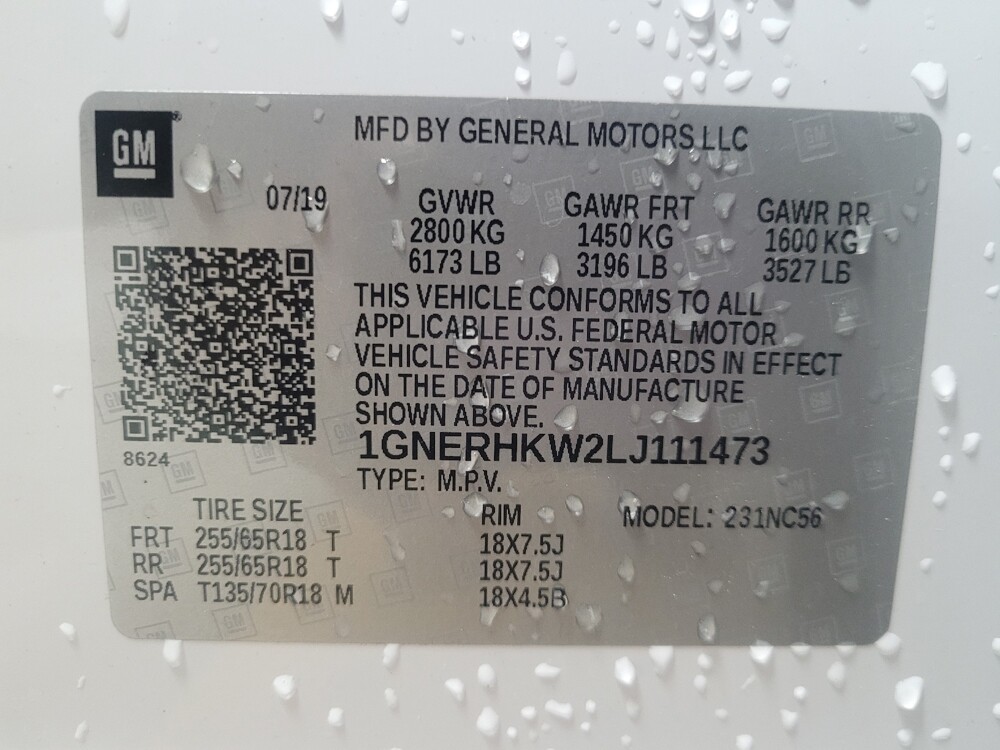 GM
MFD BY GENERAL MOTORS LLC
07/19
GVWR GAWR FRT GAWR RR
2800 KG 1450 KG 1600 KG
6173 LB 3196 LB 3527 LB
THIS VEHICLE CONFORMS TO ALL
APPLICABLE U.S. FEDERAL MOTOR
VEHICLE SAFETY STANDARDS IN EFFECT
ON THE DATE OF MANUFACTURE
SHOWN ABOVE.
1GNERHKW2LJ111473
8624
TYPE: M.P.V.
TIRE SIZE RIM MODEL: 231NC56
FRT 255/65R18 T 18X7.5J
RR 255/65R18 T 18X7.5J
SPA T135/70R18 M 18X4.5B